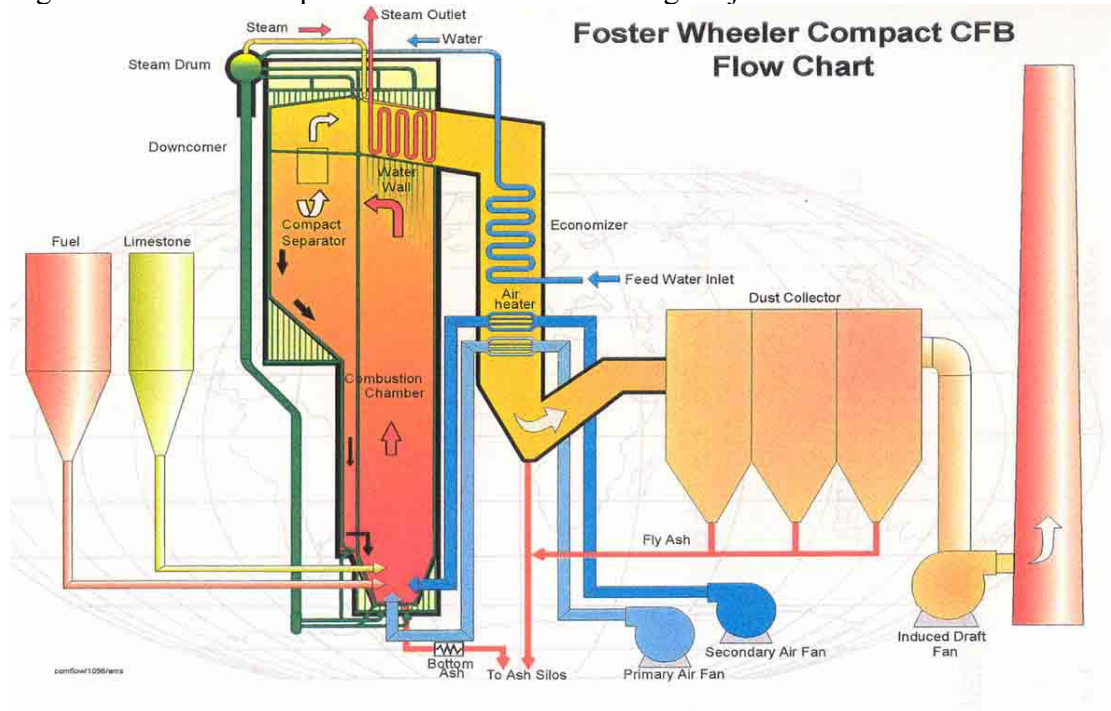 Steam
Steam Outlet
Water
Foster Wheeler Compact CFB
Flow Chart
Steam Drum
Downcomer
Water
Wall
Compact
Separator
Economizer
Fuel
Limestone
Feed Water Inlet
Air
heater
Dust Collector
Combustion
Chamber
Fly Ash
Induced Draft
Fan
Secondary Air Fan
Bottom
Ash
To Ash Silos
Primary Air Fan
comflow/1096/ams